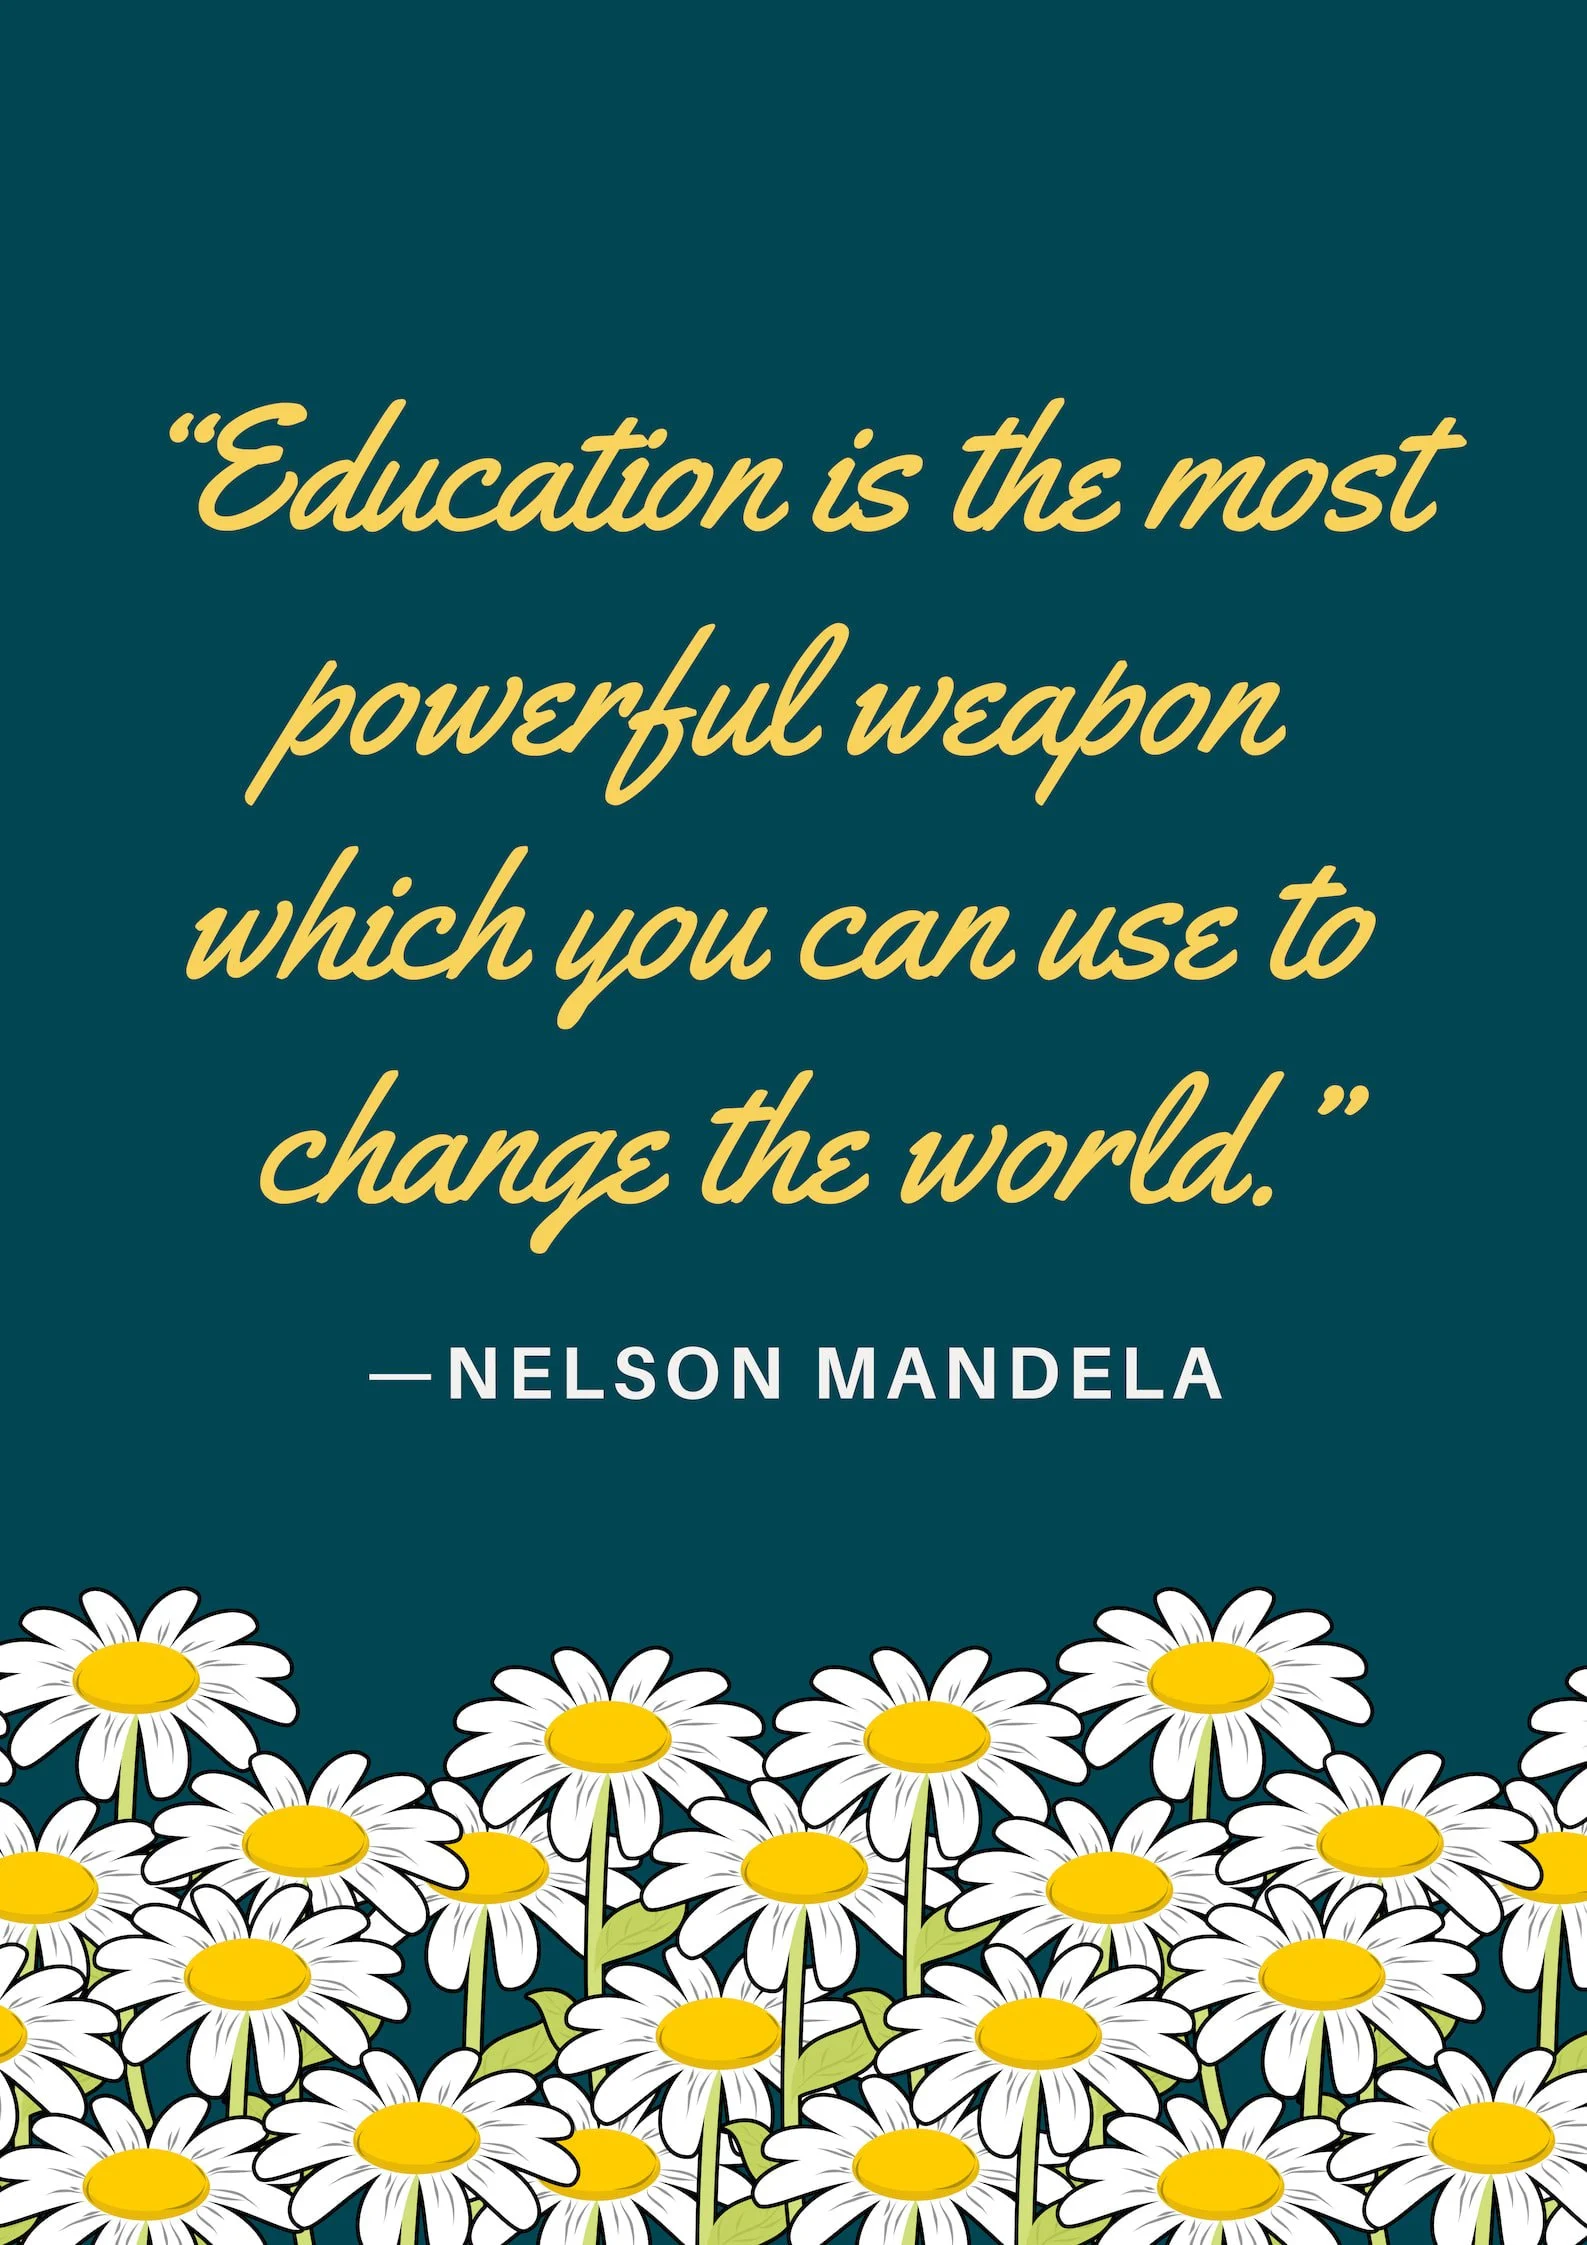 “Education is the most
powerful weapon
which you can use to
change the world.”
—NELSON MANDELA